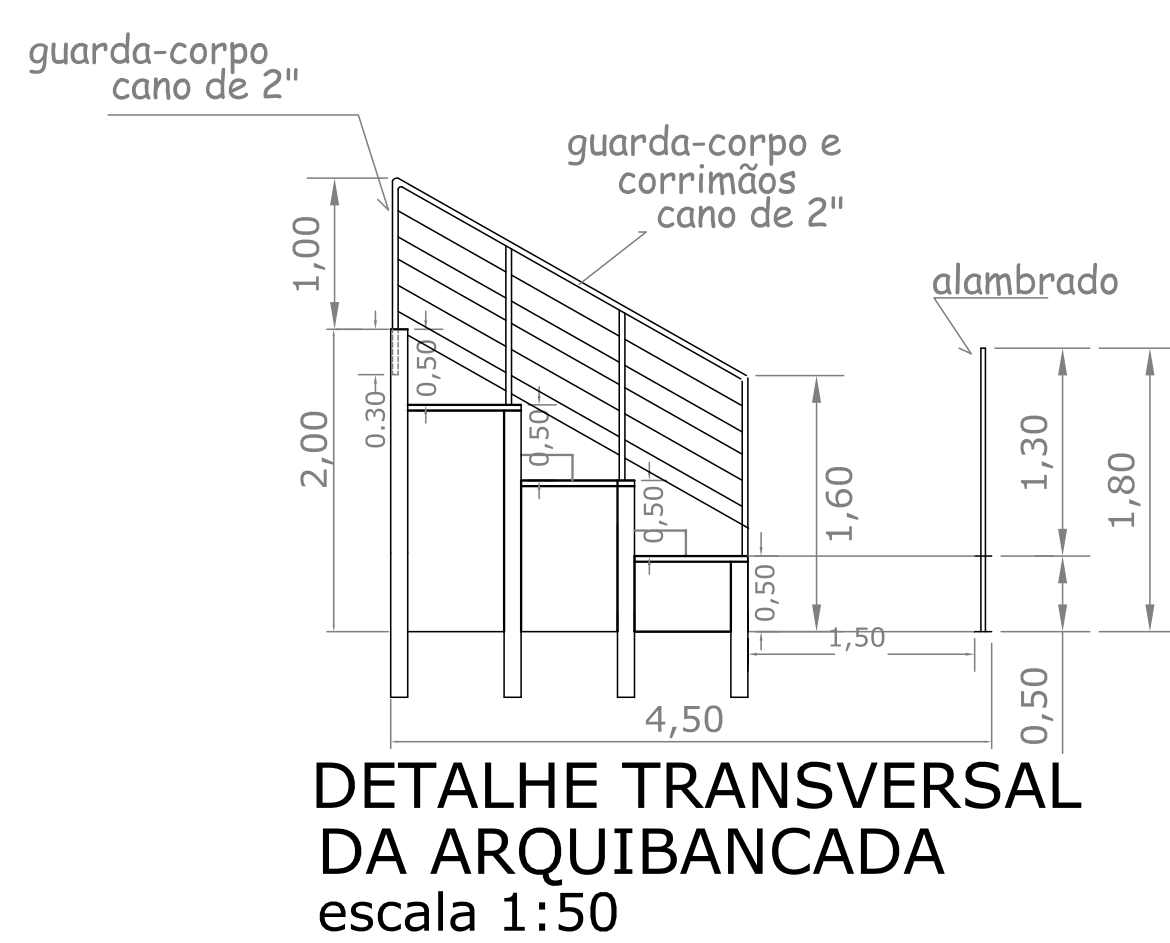 guarda-corpo
cano de 2"
guarda-corpo e
corrimãos
cano de 2"
alambrado
1,00
0,50
0.30
2,00
0,50
0,50
0,50
1,60
1,30
1,80
1,50
0,50
4,50
DETALHE TRANSVERSAL
DA ARQUIBANCADA
escala 1:50